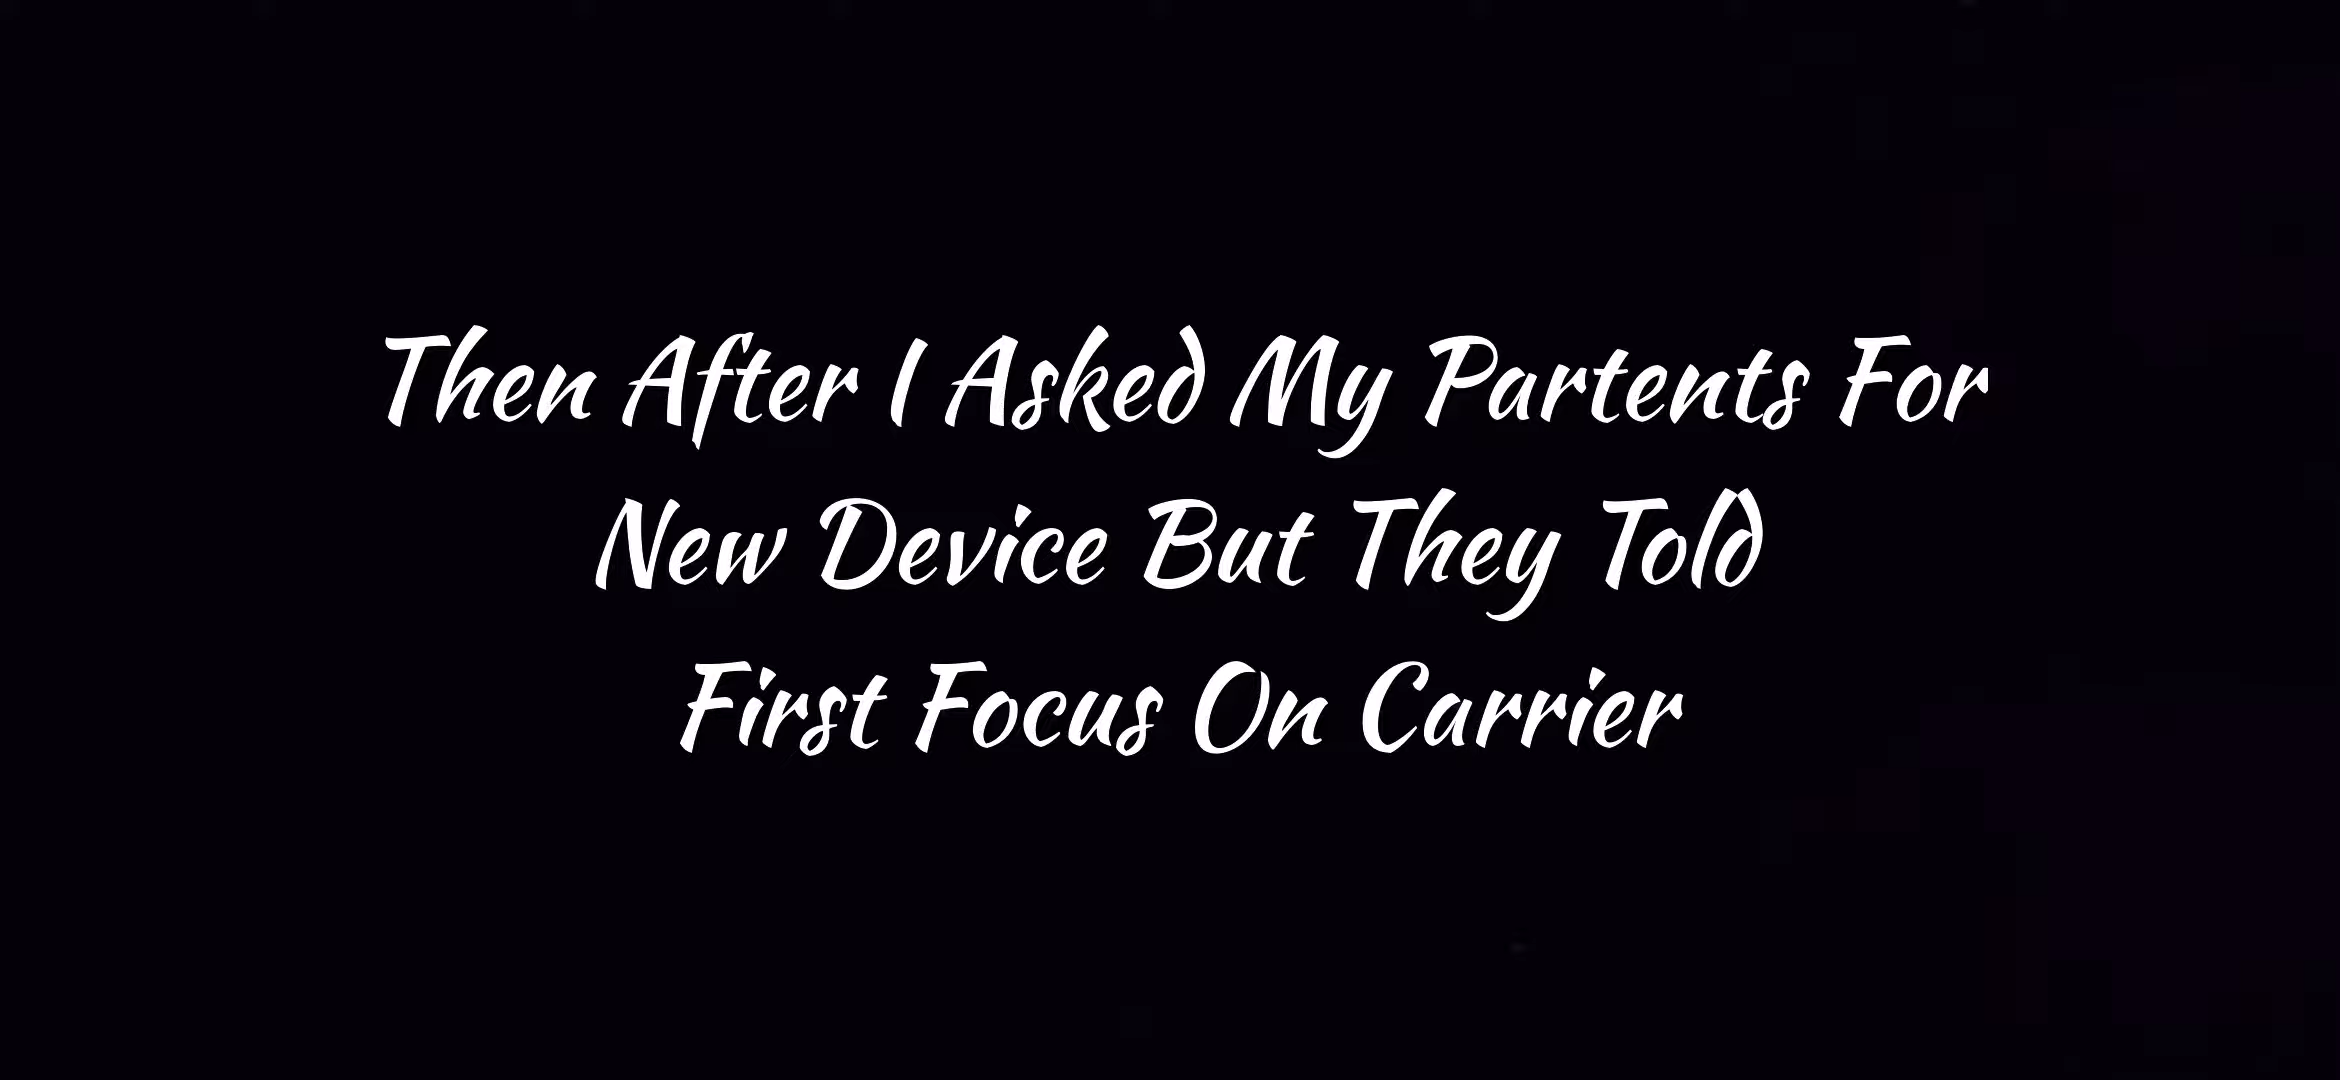 Then After I Asked My Partents For
New Device But They Told
First Focus On Carrier